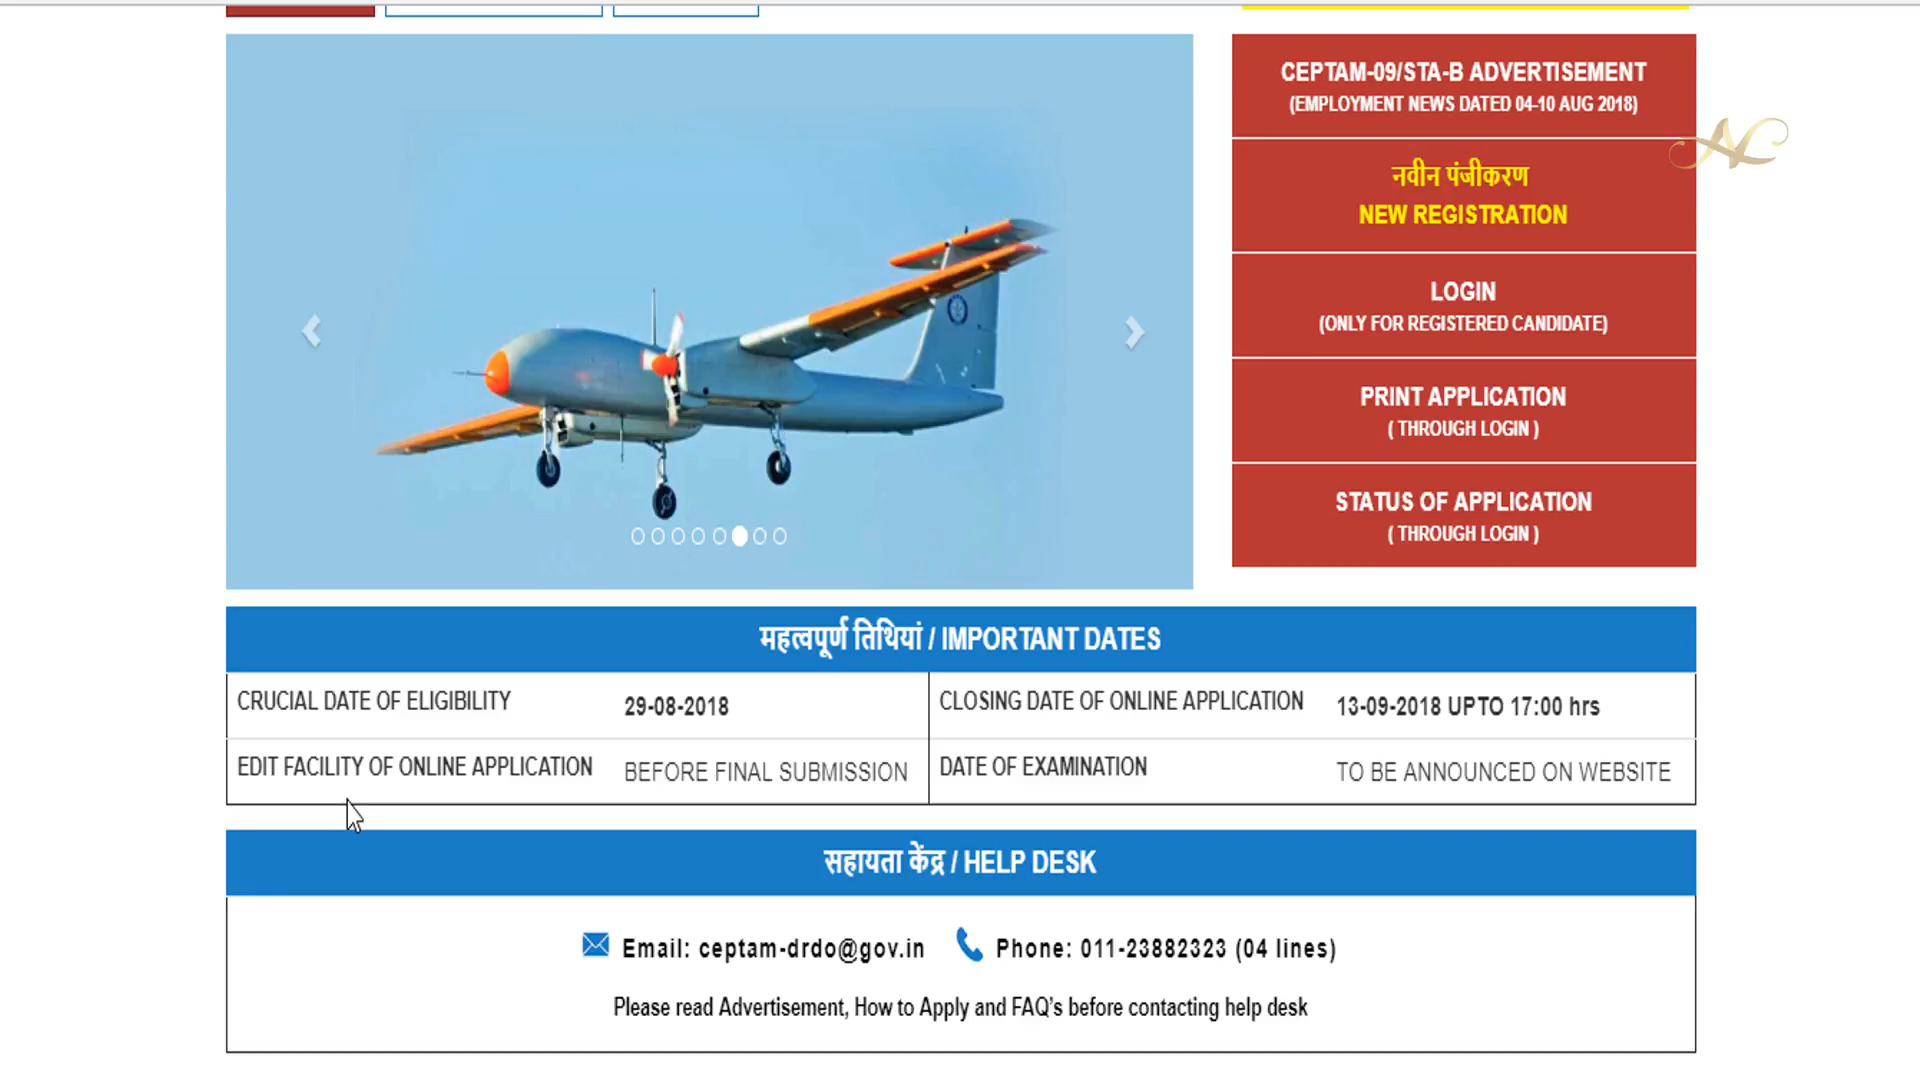 CEPTAM-09/STA-B ADVERTISEMENT
(EMPLOYMENT NEWS DATED 04-10 AUG 2018)
नवीन पंजीकरण
NEW REGISTRATION
LOGIN
(ONLY FOR REGISTERED CANDIDATE)
PRINT APPLICATION
( THROUGH LOGIN )
STATUS OF APPLICATION
( THROUGH LOGIN )
महत्वपूर्ण तिथियां / IMPORTANT DATES
CRUCIAL DATE OF ELIGIBILITY 29-08-2018 CLOSING DATE OF ONLINE APPLICATION 13-09-2018 UPTO 17:00 hrs
EDIT FACILITY OF ONLINE APPLICATION BEFORE FINAL SUBMISSION DATE OF EXAMINATION TO BE ANNOUNCED ON WEBSITE
सहायता केंद्र / HELP DESK
Email: ceptam-drdo@gov.in Phone: 011-23882323 (04 lines)
Please read Advertisement, How to Apply and FAQ's before contacting help desk